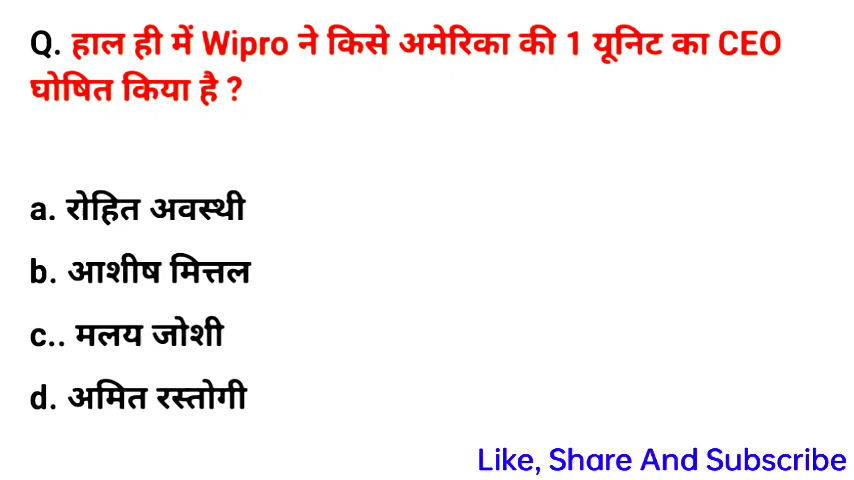 Q. हाल ही में Wipro ने किसे अमेरिका की 1 यूनिट का CEO
घोषित किया है ?
a. रोहित अवस्थी
b. आशीष मित्तल
c.. मलय जोशी
d. अमित रस्तोगी
Like, Share And Subscribe